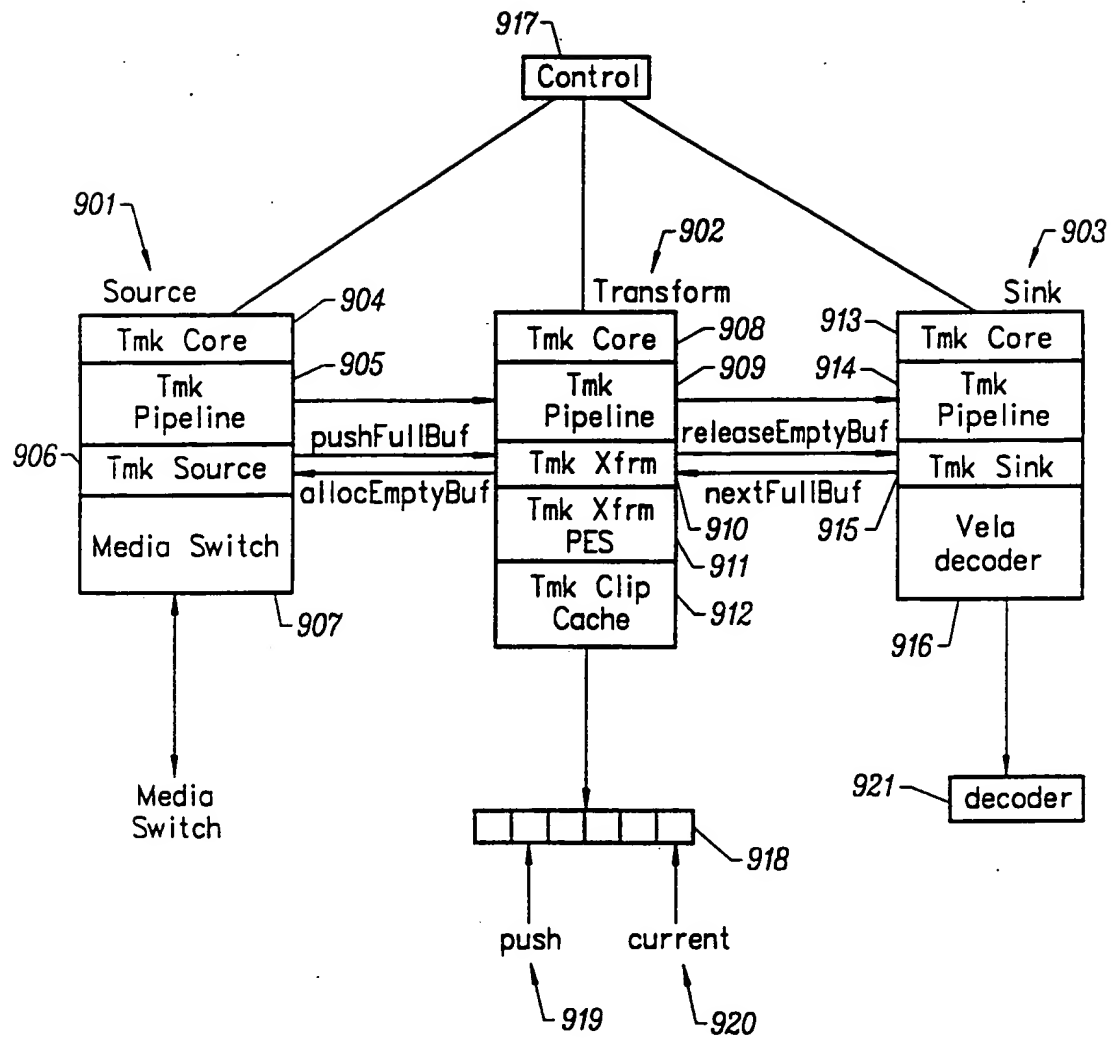 917
Control
901
902
903
Source
904
Transform
Sink
Tmk Core
905
Tmk
Pipeline
906
Tmk Source
Media Switch
907
pushFullBuf
allocEmptyBuf
Tmk Core
908
Tmk
Pipeline
909
Tmk Xfrm
910
Tmk Xfrm
PES
911
Tmk Clip
Cache
912
releaseEmptyBuf
nextFullBuf
913
Tmk Core
914
Tmk
Pipeline
Tmk Sink
915
Vela
decoder
916
Media
Switch
921
decoder
918
push
current
919
920